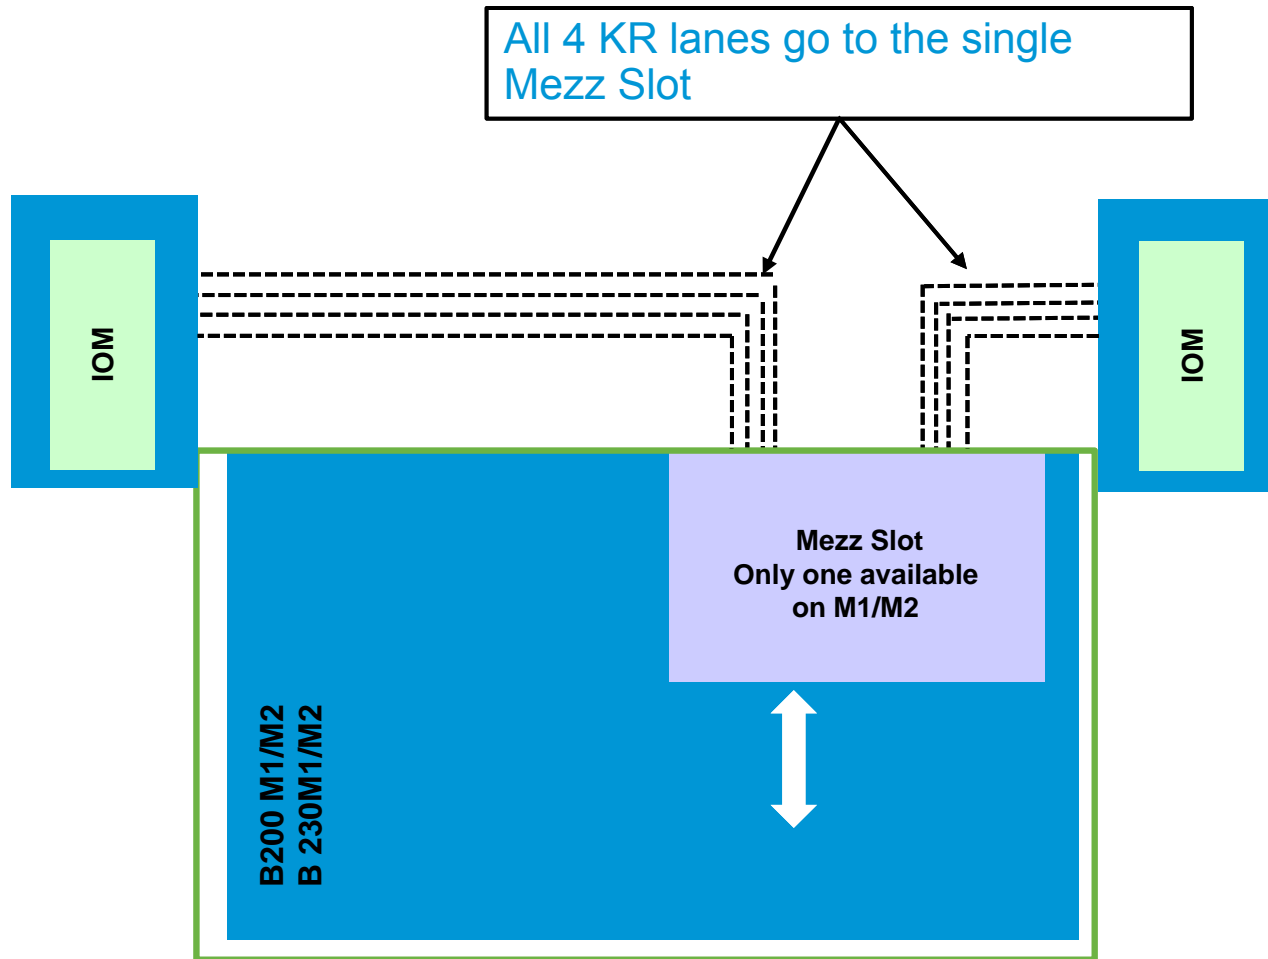 All 4 KR lanes go to the single
Mezz Slot
IOM
IOM
Mezz Slot
Only one available
on M1/M2
B200 M1/M2
B 230M1/M2